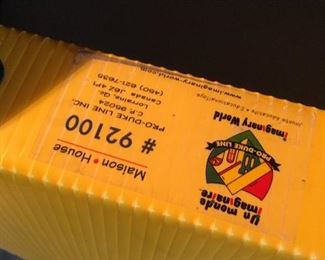 Un monde
imaginaire.
PRO-DUKE LINE
imaginary World
Maison • House
# 92100
PRO-DUKE LINE INC.
C.P. 95024
Lorraine, Qc.
Canada J6Z 4P1
(450) 621-7635
Jouets Éducatifs • Educational Toys
www.imaginary.world.com